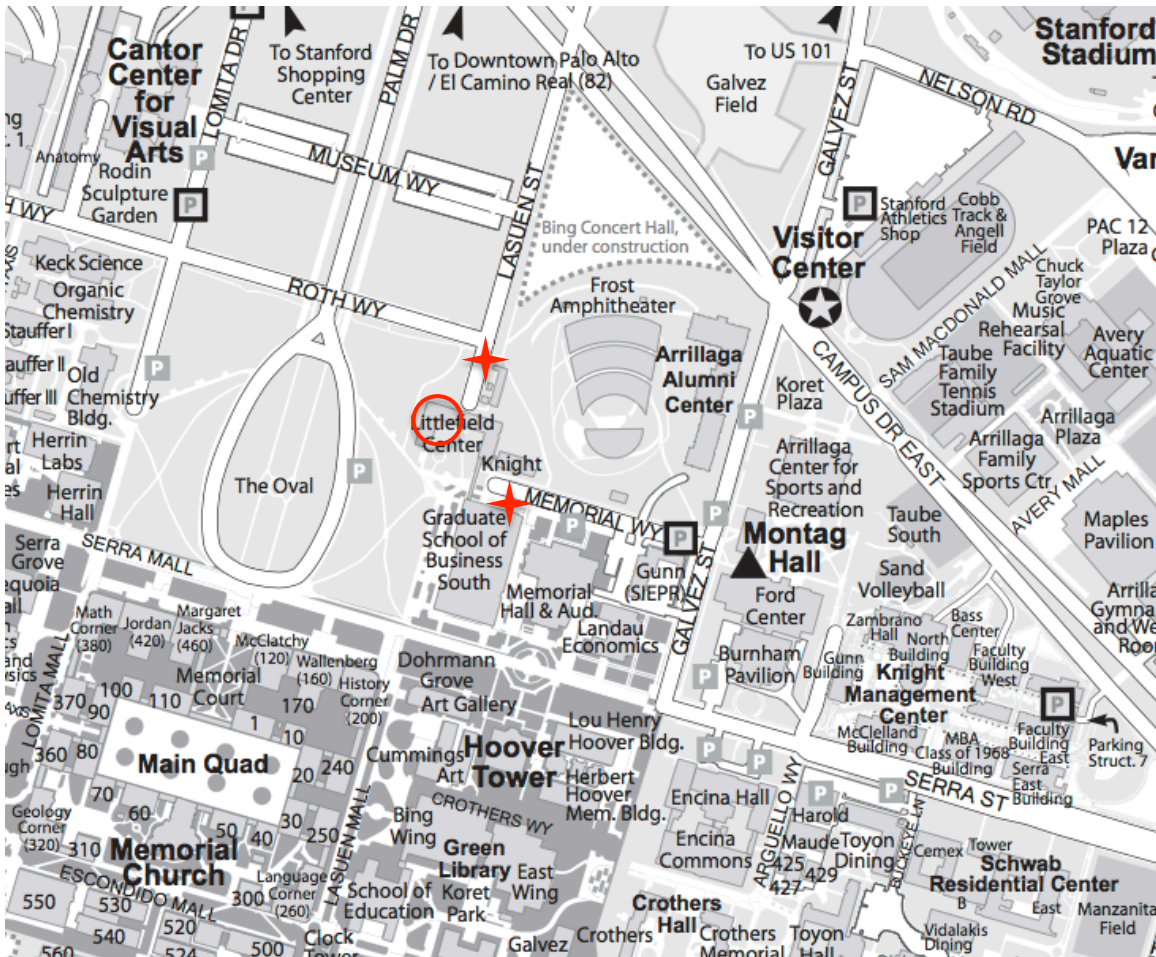 Cantor
Center
for
Visual
Arts
LOMITA DR
To Stanford
Shopping
Center
PALM DR
To Downtown Palo Alto
/ El Camino Real (82)
To US 101
Galvez
Field
GALVEZ ST
NELSON RD
Stanford
Stadium
Anatomy
P
Rodin
Sculpture
Garden
P
MUSEUM WY
LASUEN ST
Bing Concert Hall,
under construction
P
Stanford
Athletics
Shop
Cobb
Track &
Angell
Field
PAC 12
Plaza
Visitor
Center
SAM MACDONALD MALL
Chuck
Taylor
Grove
Music
Rehearsal
Facility
Avery
Aquatic
Center
Keck Science
Organic
Chemistry
Stauffer I
Old
Chemistry
Bldg.
P
ROTH WY
Frost
Amphitheater
Arrillaga
Alumni
Center
P
Koret
Plaza
CAMPUS DR EAST
Taube
Family
Tennis
Stadium
Arrillaga
Family
Sports Ctr
Arrillaga
Plaza
AVERY MALL
Maples
Pavilion
Herrin
Labs
Herrin
Hall
The Oval
P
Littlefield
Center
Knight
MEMORIAL WY
P
P
P
Arrillaga
Center for
Sports and
Recreation
Montag
Hall
Taube
South
Sand
Volleyball
Serra
Grove
SERRA MALL
Graduate
School of
Business
South
Memorial
Hall & Aud.
Gunn
(SIEPR)
Landau
Economics
GALVEZ ST
Ford
Center
Burnham
Pavilion
P
Zambrano
Hall
North
Building
Bass
Center
Faculty
Building
West
Gunn
Building
Knight
Management
Center
McClelland
Building
MBA
Class of 1968
Building
P
Faculty
Building
East
Serra
East
Building
Parking
Struct. 7
Math
Corner
(380)
Jordan
(420)
Margaret
Jacks
(460)
McClatchy
(120)
Wallenberg
(160)
History
Corner
(200)
Memorial
Court
LOMITA MALL
370
100
90
110
170
1
10
360
80
Main Quad
20
240
70
60
50
40
30
250
Geology
Corner
(320)
310
Memorial
Church
300
Language
Corner
(260)
LASUEN MALL
ESCONDIDO MALL
550
530
540
520
524
500
560
Dohrmann
Grove
Art Gallery
Cummings
Art
Hoover
Tower
Lou Henry
Hoover Bldg.
Herbert
Hoover
Mem. Bldg.
CROTHERS WY
Bing
Wing
Green
Library
East
Wing
Koret
Park
School of
Education
Clock
Tower
Galvez
Crothers
Crothers
Hall
Crothers
Memorial
P
P
Encina Hall
Encina
Commons
ARGUELLO WY
SERRA ST
P
P
Harold
Maude
425
427
429
Toyon
Dining
BUCKEYE LN
Cemex
Tower
Schwab
Residential Center
B
East
Vidalakis
Dining
Manzanita
Field
Toyon
Hall